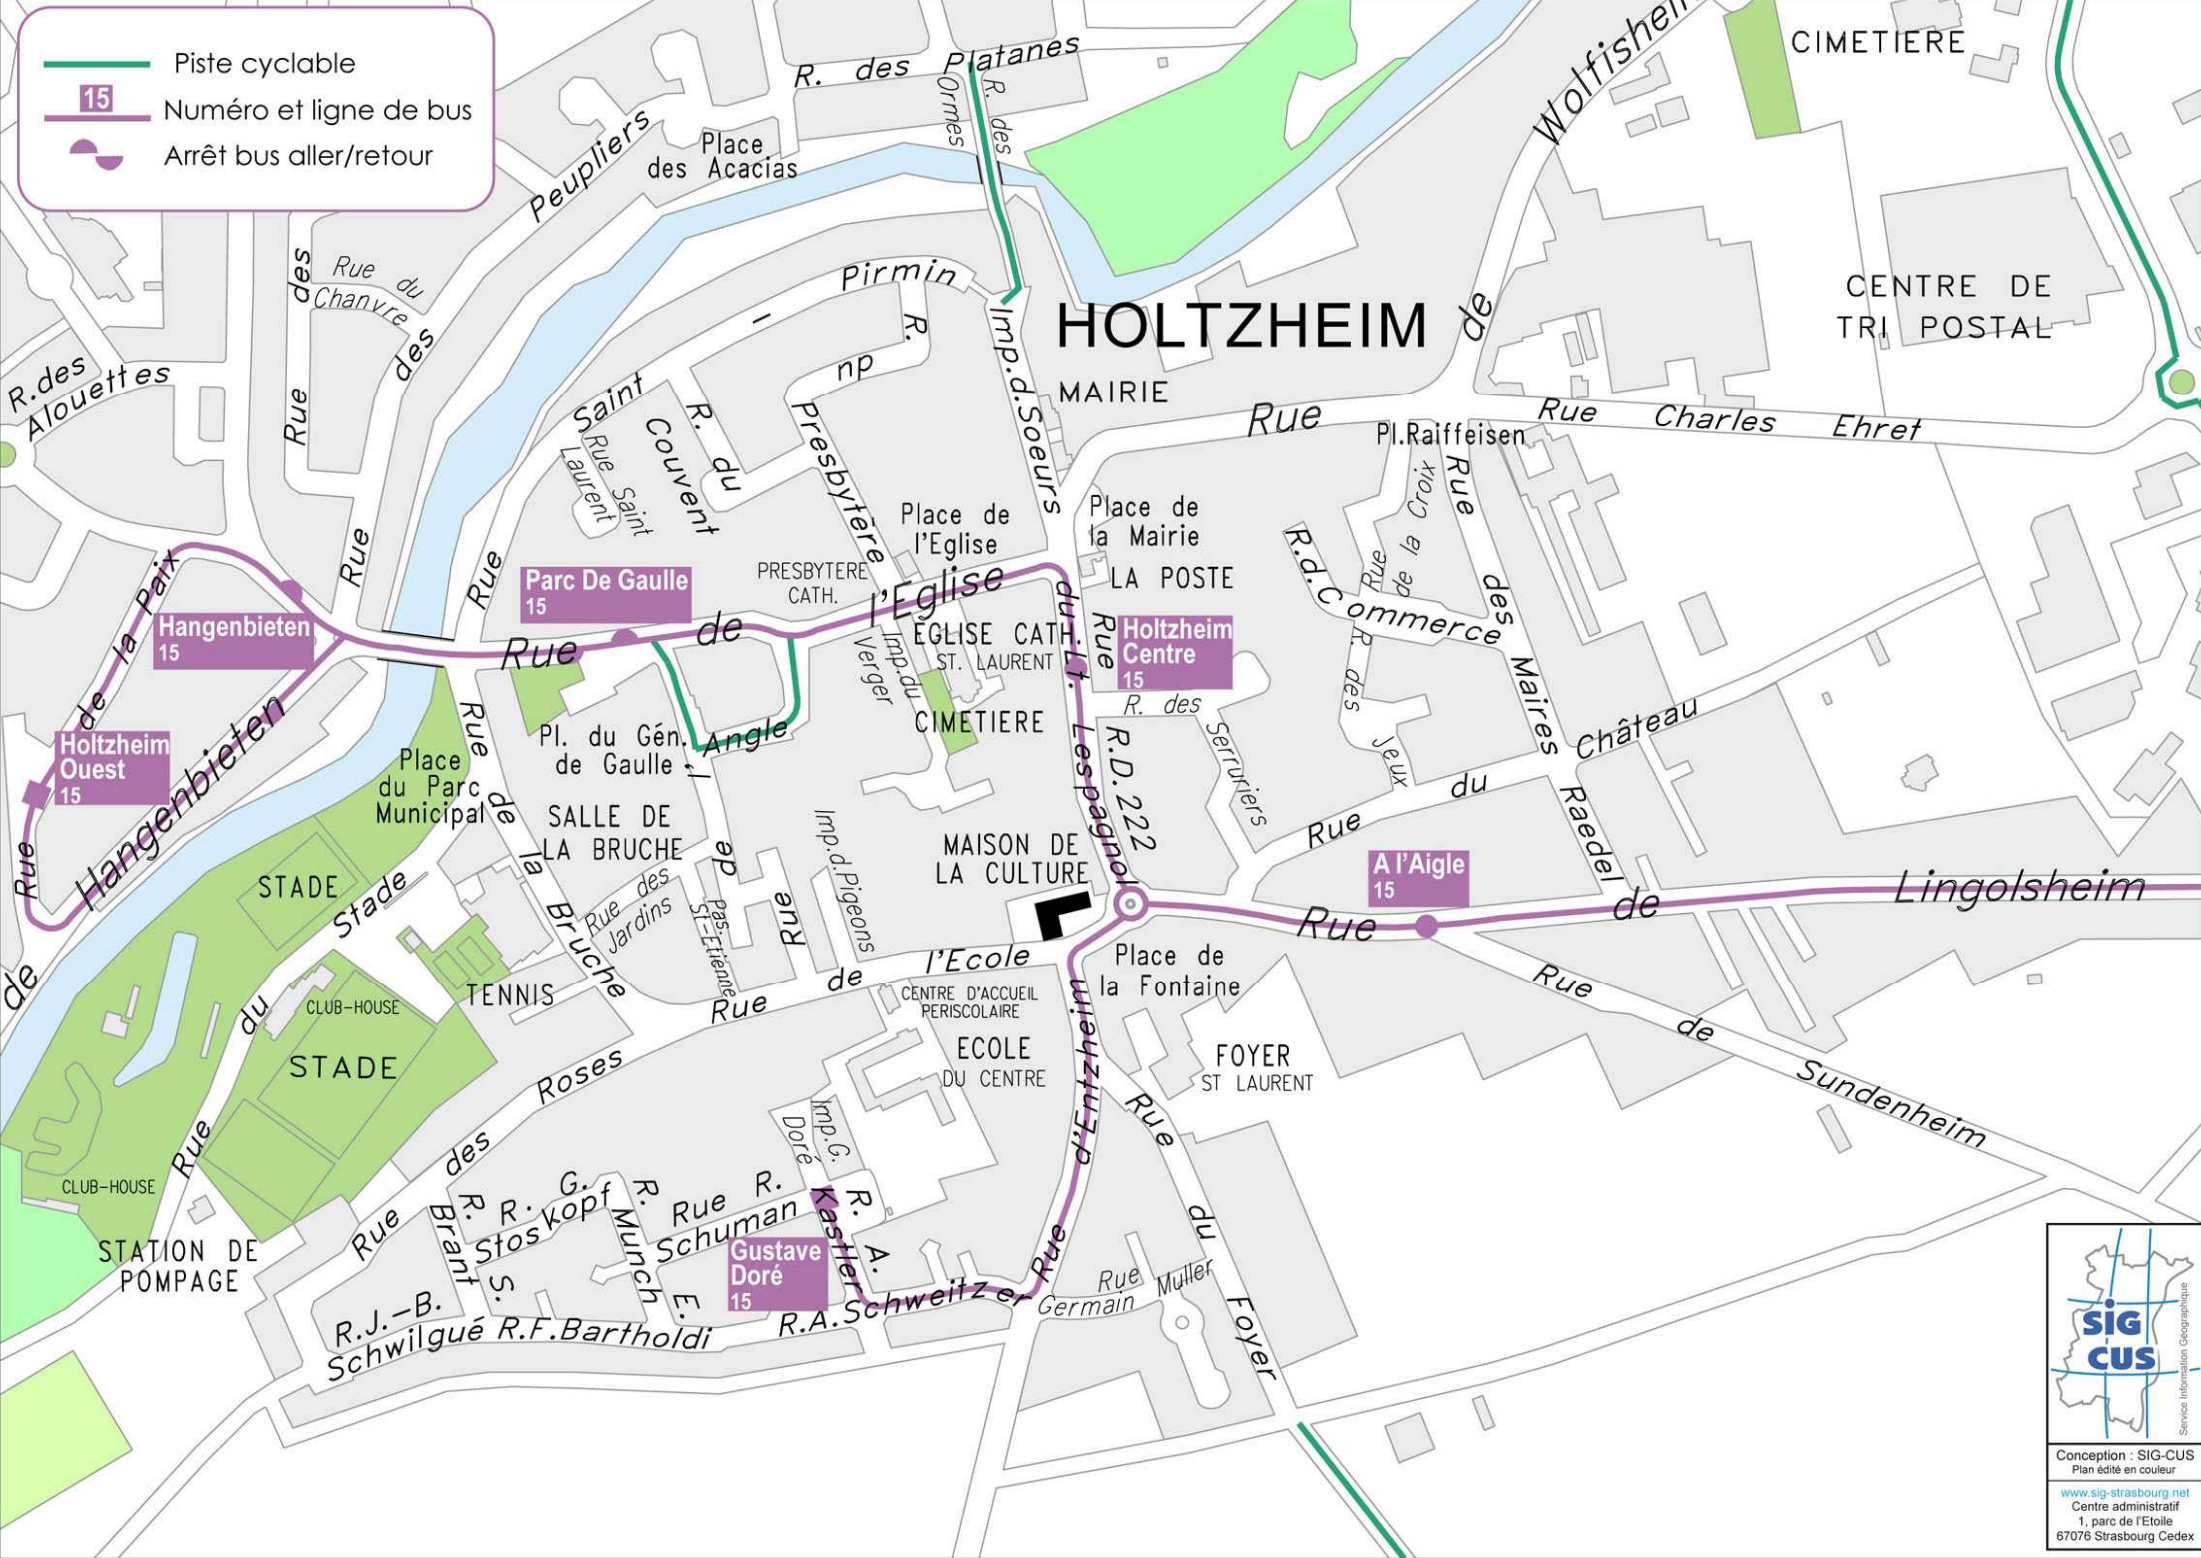 Piste cyclable
15
Numéro et ligne de bus
Arrêt bus aller/retour
R. des Platanes
Ormes
R. des
Place
des Acacias
Rue des Peupliers
Rue du
Chanvre
Rue des
R.des
Alouettes
Wolfisheim
CIMETIERE
CENTRE DE
TRI POSTAL
HOLTZHEIM
MAIRIE
Rue de
Rue Charles Ehret
Pl.Raiffeisen
Rue Saint - Pirmin
R. du
Presbytère
Imp.d.Soeurs
R. du
Couvent
Rue Saint
Laurent
Place de
l'Eglise
Place de
la Mairie
LA POSTE
PRESBYTERE
CATH.
Rue
de la Croix
R.d.Commerce
Rue des Maires Raedel
R. des Jeux
Parc De Gaulle
15
Hangenbieten
15
Holtzheim
Ouest
15
Holtzheim
Centre
15
Rue de l'Eglise
EGLISE CATH.
ST. LAURENT
Imp.du
Verger
CIMETIERE
Rue
du Lt. Lespagnol
R.D.222
R. des Serruriers
Rue du Château
Rue de la Paix
Hangenbieten
de
Place
du Parc
Municipal
Pl. du Gén.
de Gaulle
Rue de l'Angle
SALLE DE
LA BRUCHE
Rue de la Bruche
Rue des
Jardins
Pas.
St-Etienne
Imp.d.Pigeons
MAISON DE
LA CULTURE
A l'Aigle
15
Rue de Lingolsheim
STADE
Rue du Stade
CLUB-HOUSE
STADE
TENNIS
CLUB-HOUSE
STATION DE
POMPAGE
Rue de l'Ecole
CENTRE D'ACCUEIL
PERISCOLAIRE
ECOLE
DU CENTRE
Place de
la Fontaine
FOYER
ST LAURENT
Rue de Sundenheim
Rue des Roses
Rue d'Entzheim
Rue du Foyer
Imp.G.
Doré
R. G.
Stoskopf
R. S.
Brant
R. E.
Munch
Rue R.
Schuman
R. A.
Kastler
Gustave
Doré
15
R.A.Schweitzer
Rue
Germain Muller
R.J.-B.
Schwilgué
R.F.Bartholdi
SIG
CUS
Service Information Géographique
Conception : SIG-CUS
Plan édité en couleur
www.sig-strasbourg.net
Centre administratif
1, parc de l'Etoile
67076 Strasbourg Cedex